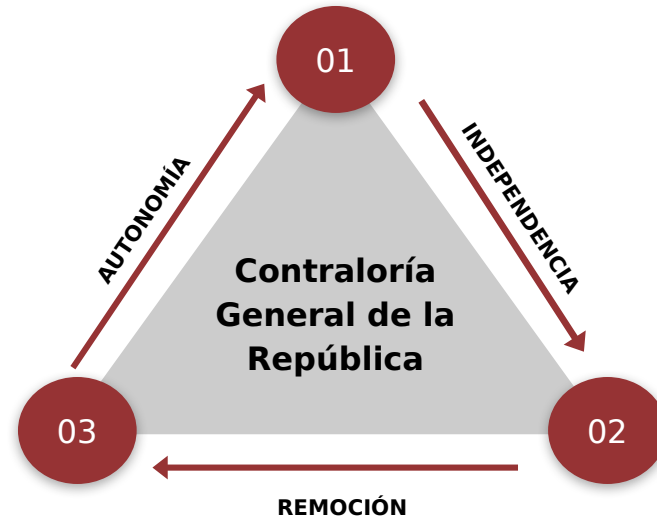 01
INDEPENDENCIA
AUTONOMÍA
Contraloría
General de la
República
03
02
REMOCIÓN